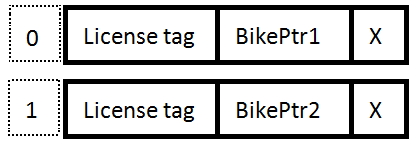 0 License tag BikePtr1 X
1 License tag BikePtr2 X